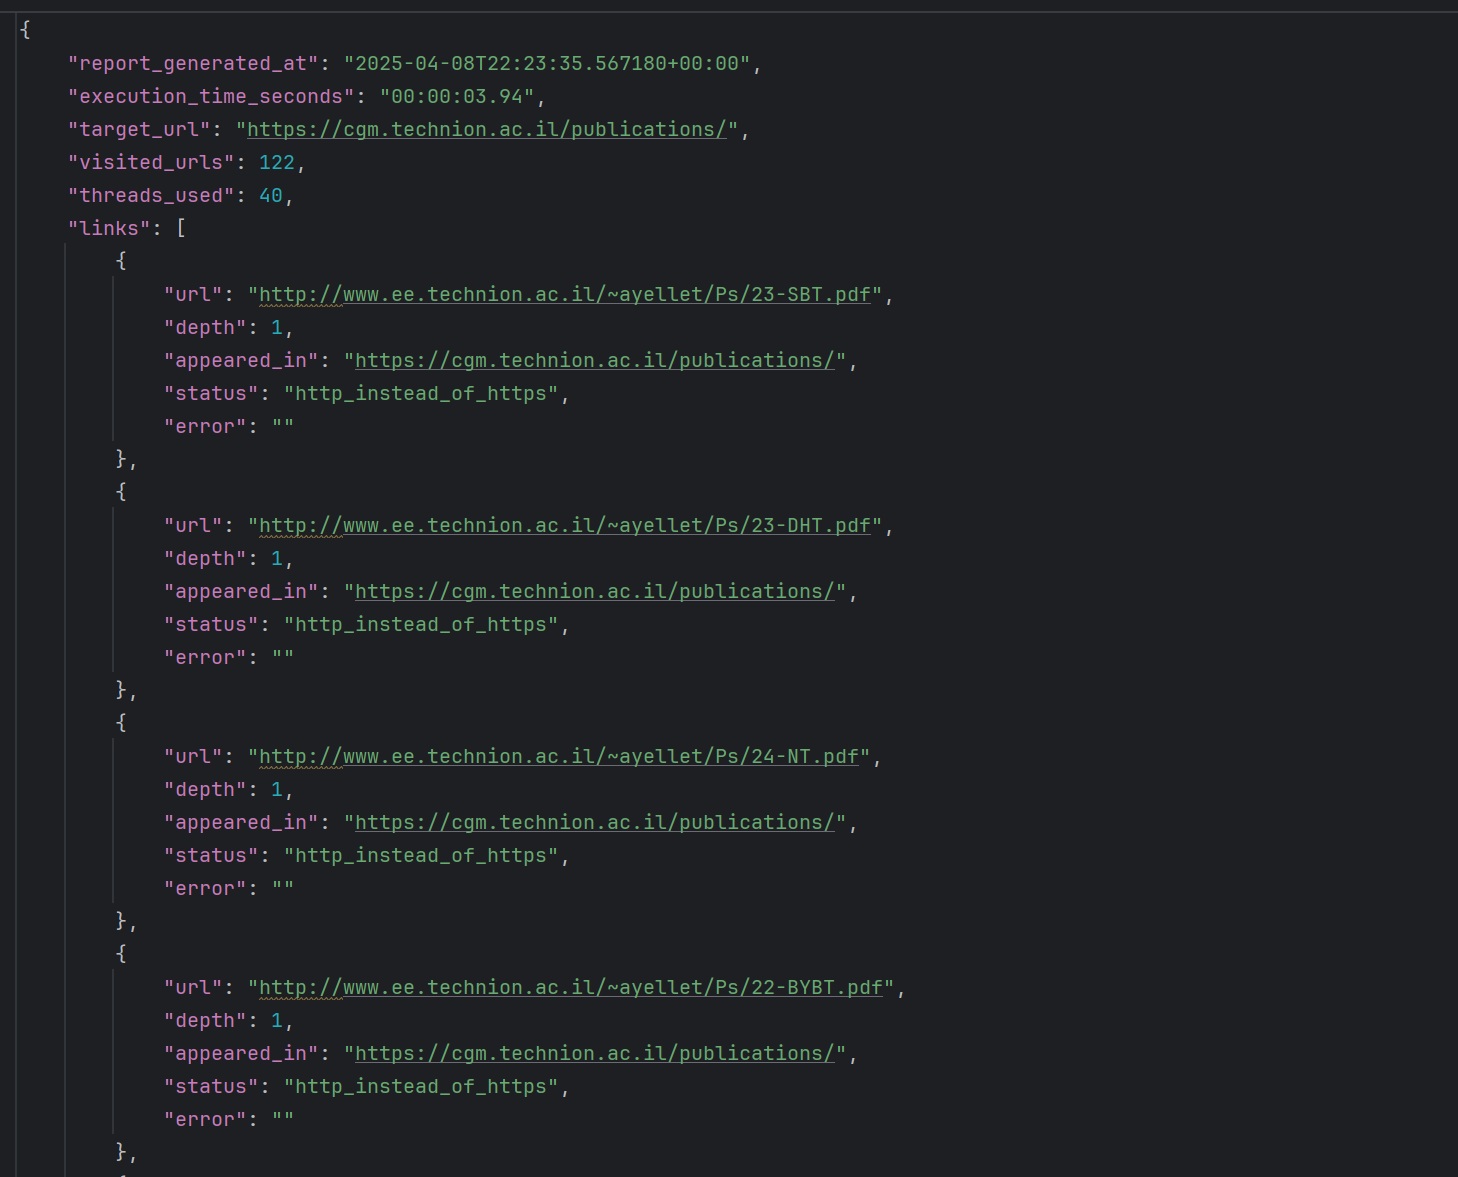 {
"report_generated_at": "2025-04-08T22:23:35.567180+00:00",
"execution_time_seconds": "00:00:03.94",
"target_url": "https://cgm.technion.ac.il/publications/",
"visited_urls": 122,
"threads_used": 40,
"links": [
{
"url": "http://www.ee.technion.ac.il/~ayellet/Ps/23-SBT.pdf",
"depth": 1,
"appeared_in": "https://cgm.technion.ac.il/publications/",
"status": "http_instead_of_https",
"error": ""
},
{
"url": "http://www.ee.technion.ac.il/~ayellet/Ps/23-DHT.pdf",
"depth": 1,
"appeared_in": "https://cgm.technion.ac.il/publications/",
"status": "http_instead_of_https",
"error": ""
},
{
"url": "http://www.ee.technion.ac.il/~ayellet/Ps/24-NT.pdf",
"depth": 1,
"appeared_in": "https://cgm.technion.ac.il/publications/",
"status": "http_instead_of_https",
"error": ""
},
{
"url": "http://www.ee.technion.ac.il/~ayellet/Ps/22-BYBT.pdf",
"depth": 1,
"appeared_in": "https://cgm.technion.ac.il/publications/",
"status": "http_instead_of_https",
"error": ""
},